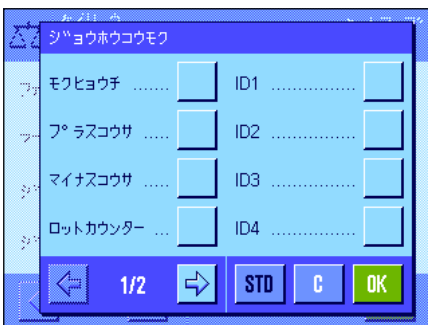 ジョウホウコウモク
モクヒョウチ ....... ID1 ................
プラスコウサ ..... ID2 ................
マイナスコウサ ..... ID3 ................
ロットカウンター ... ID4 ................
1/2 STD C OK